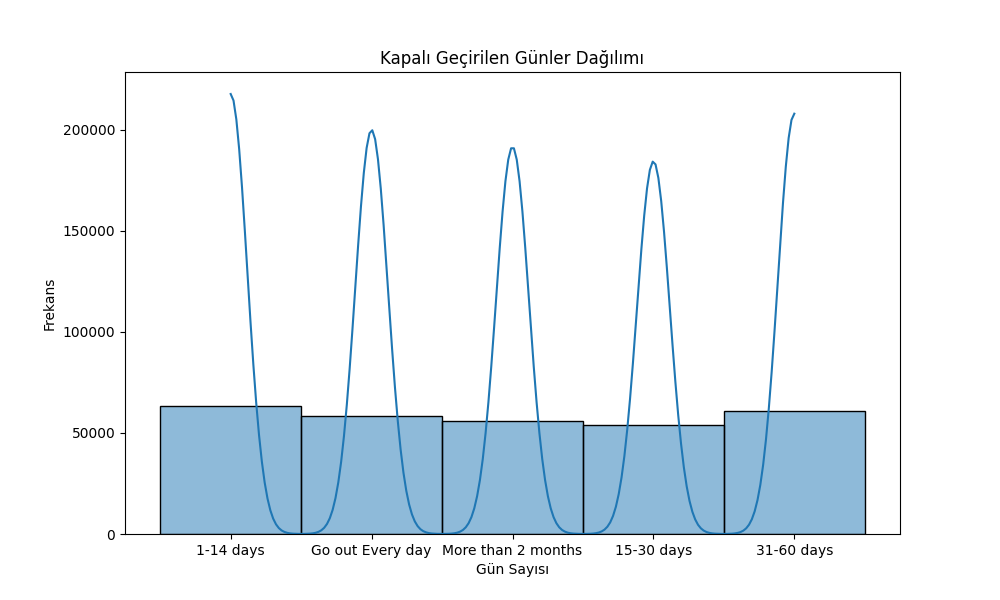 Kapalı Geçirilen Günler Dağılımı
Frekans
200000
150000
100000
50000
0
1-14 days
Go out Every day
More than 2 months
15-30 days
31-60 days
Gün Sayısı